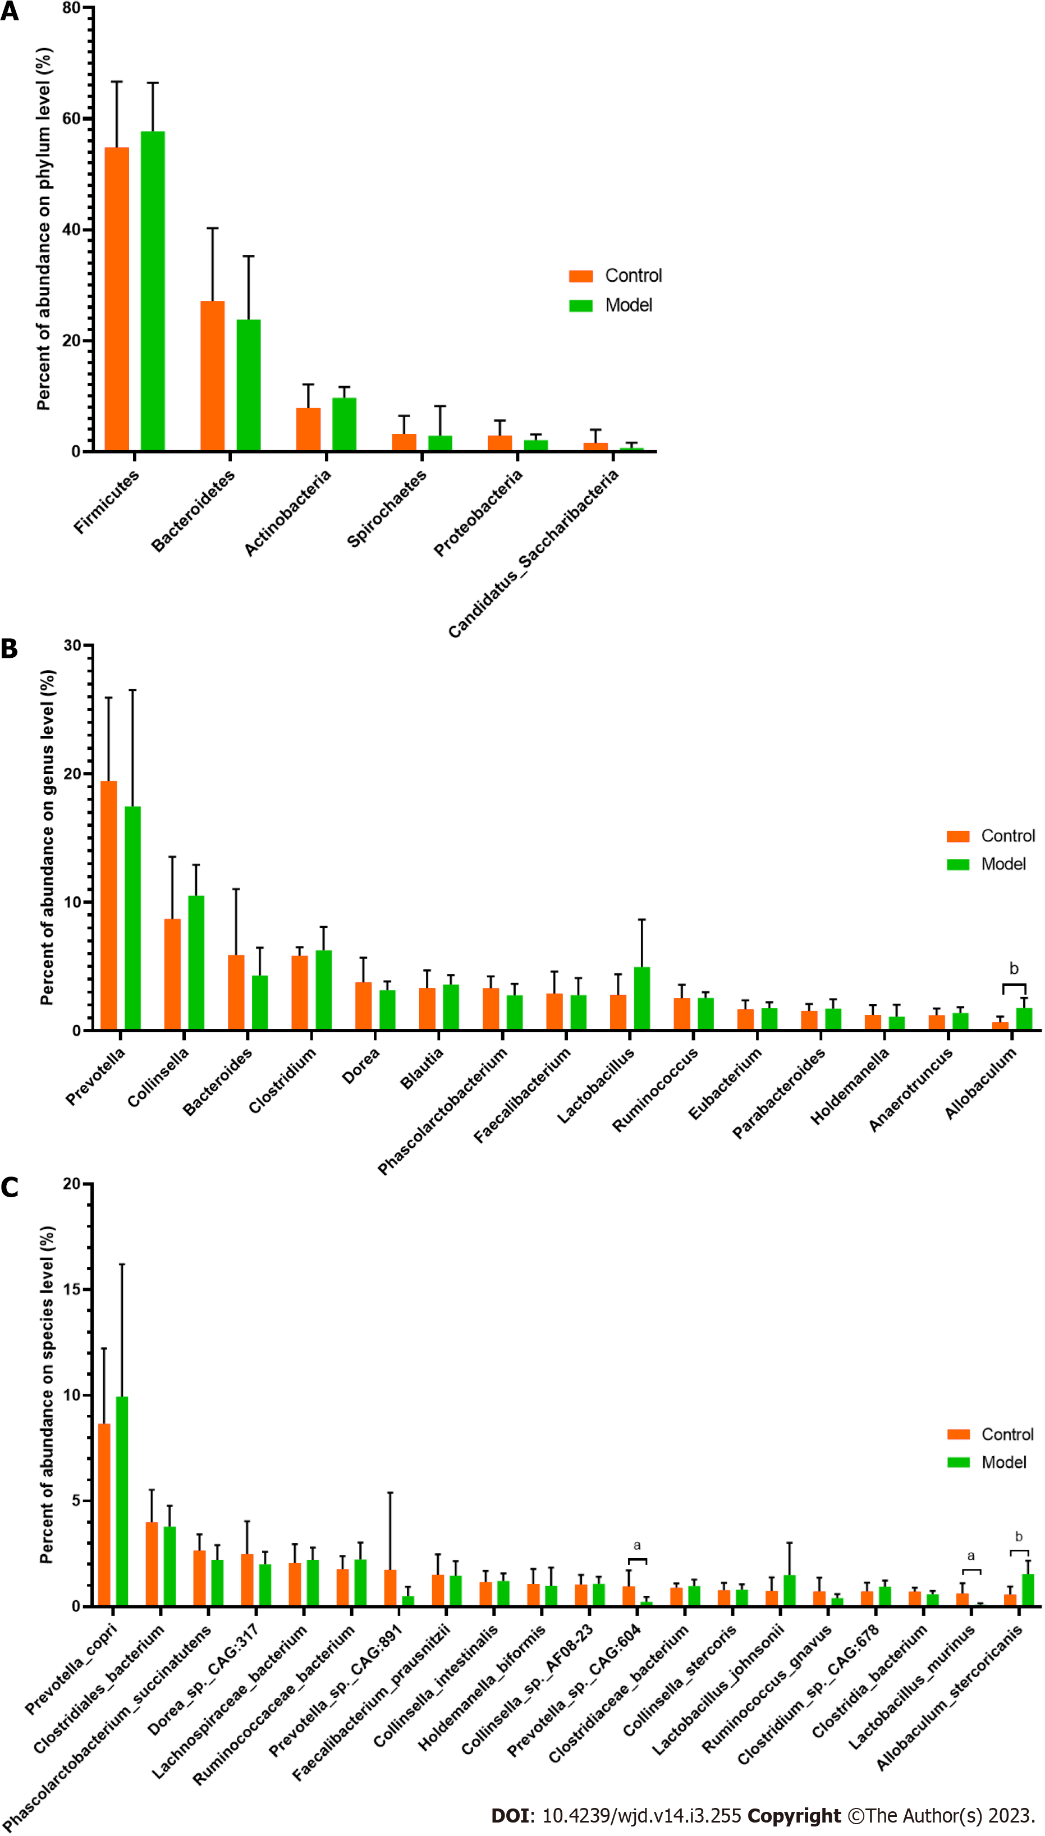 A
Percent of abundance on phylum level (%)
80
60
40
20
0
Control
Model
Firmicutes
Bacteroidetes
Actinobacteria
Spirochaetes
Proteobacteria
Candidatus_Saccharibacteria
B
Percent of abundance on genus level (%)
30
20
10
0
Control
Model
b
Prevotella
Collinsella
Bacteroides
Clostridium
Dorea
Blautia
Phascolarctobacterium
Faecalibacterium
Lactobacillus
Ruminococcus
Eubacterium
Parabacteroides
Holdemanella
Anaerotruncus
Allobaculum
C
Percent of abundance on species level (%)
20
15
10
5
0
Control
Model
a
a
b
Prevotella_copri
Clostridiales_bacterium
Phascolarctobacterium_succinatutens
Dorea_sp._CAG:317
Lachnospiraceae_bacterium
Ruminococcaceae_bacterium
Prevotella_sp._CAG:891
Faecalibacterium_prausnitzii
Collinsella_intestinalis
Holdemanella_biformis
Collinsella_sp._AF08-23
Prevotella_sp._CAG:604
Clostridiaceae_bacterium
Collinsella_stercoris
Lactobacillus_johnsonii
Ruminococcus_gnavus
Clostridium_sp._CAG:678
Clostridia_bacterium
Lactobacillus_murinus
Allobaculum_stercoricanis
DOI: 10.4239/wjd.v14.i3.255 Copyright ©The Author(s) 2023.